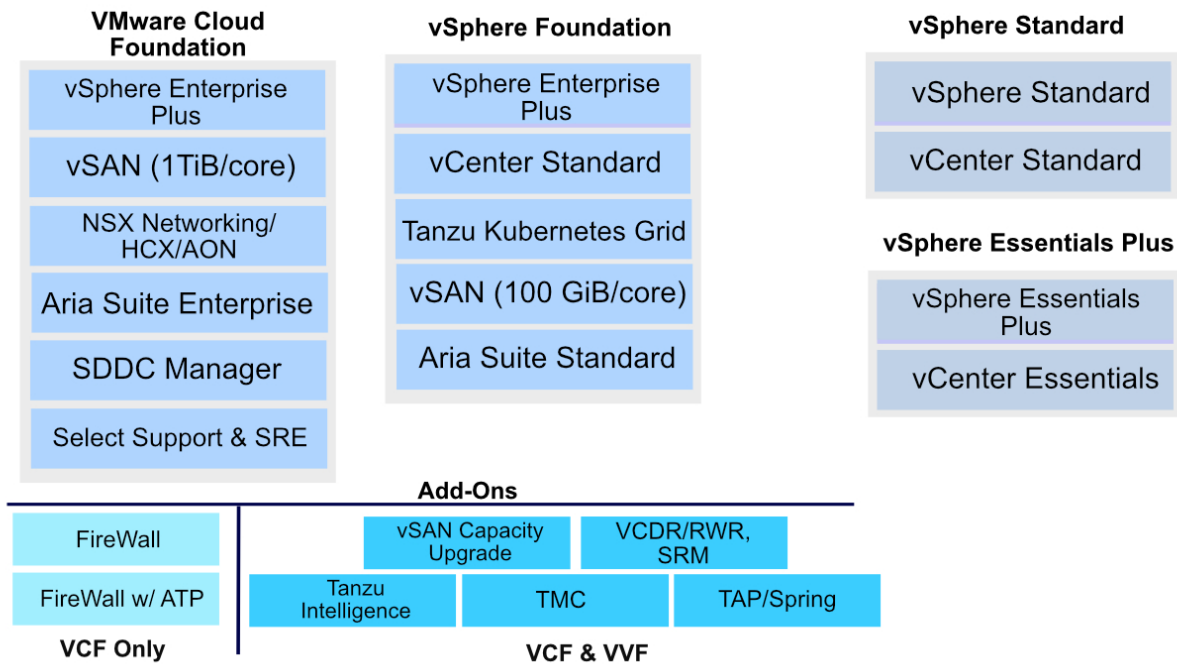 VMware Cloud
Foundation
vSphere Enterprise
Plus
vSAN (1TiB/core)
NSX Networking/
HCX/AON
Aria Suite Enterprise
SDDC Manager
Select Support & SRE
vSphere Foundation
vSphere Enterprise
Plus
vCenter Standard
Tanzu Kubernetes Grid
vSAN (100 GiB/core)
Aria Suite Standard
vSphere Standard
vSphere Standard
vCenter Standard
vSphere Essentials Plus
vSphere Essentials
Plus
vCenter Essentials
Add-Ons
FireWall
FireWall w/ ATP
VCF Only
vSAN Capacity
Upgrade
VCDR/RWR,
SRM
Tanzu
Intelligence
TMC
TAP/Spring
VCF & VVF